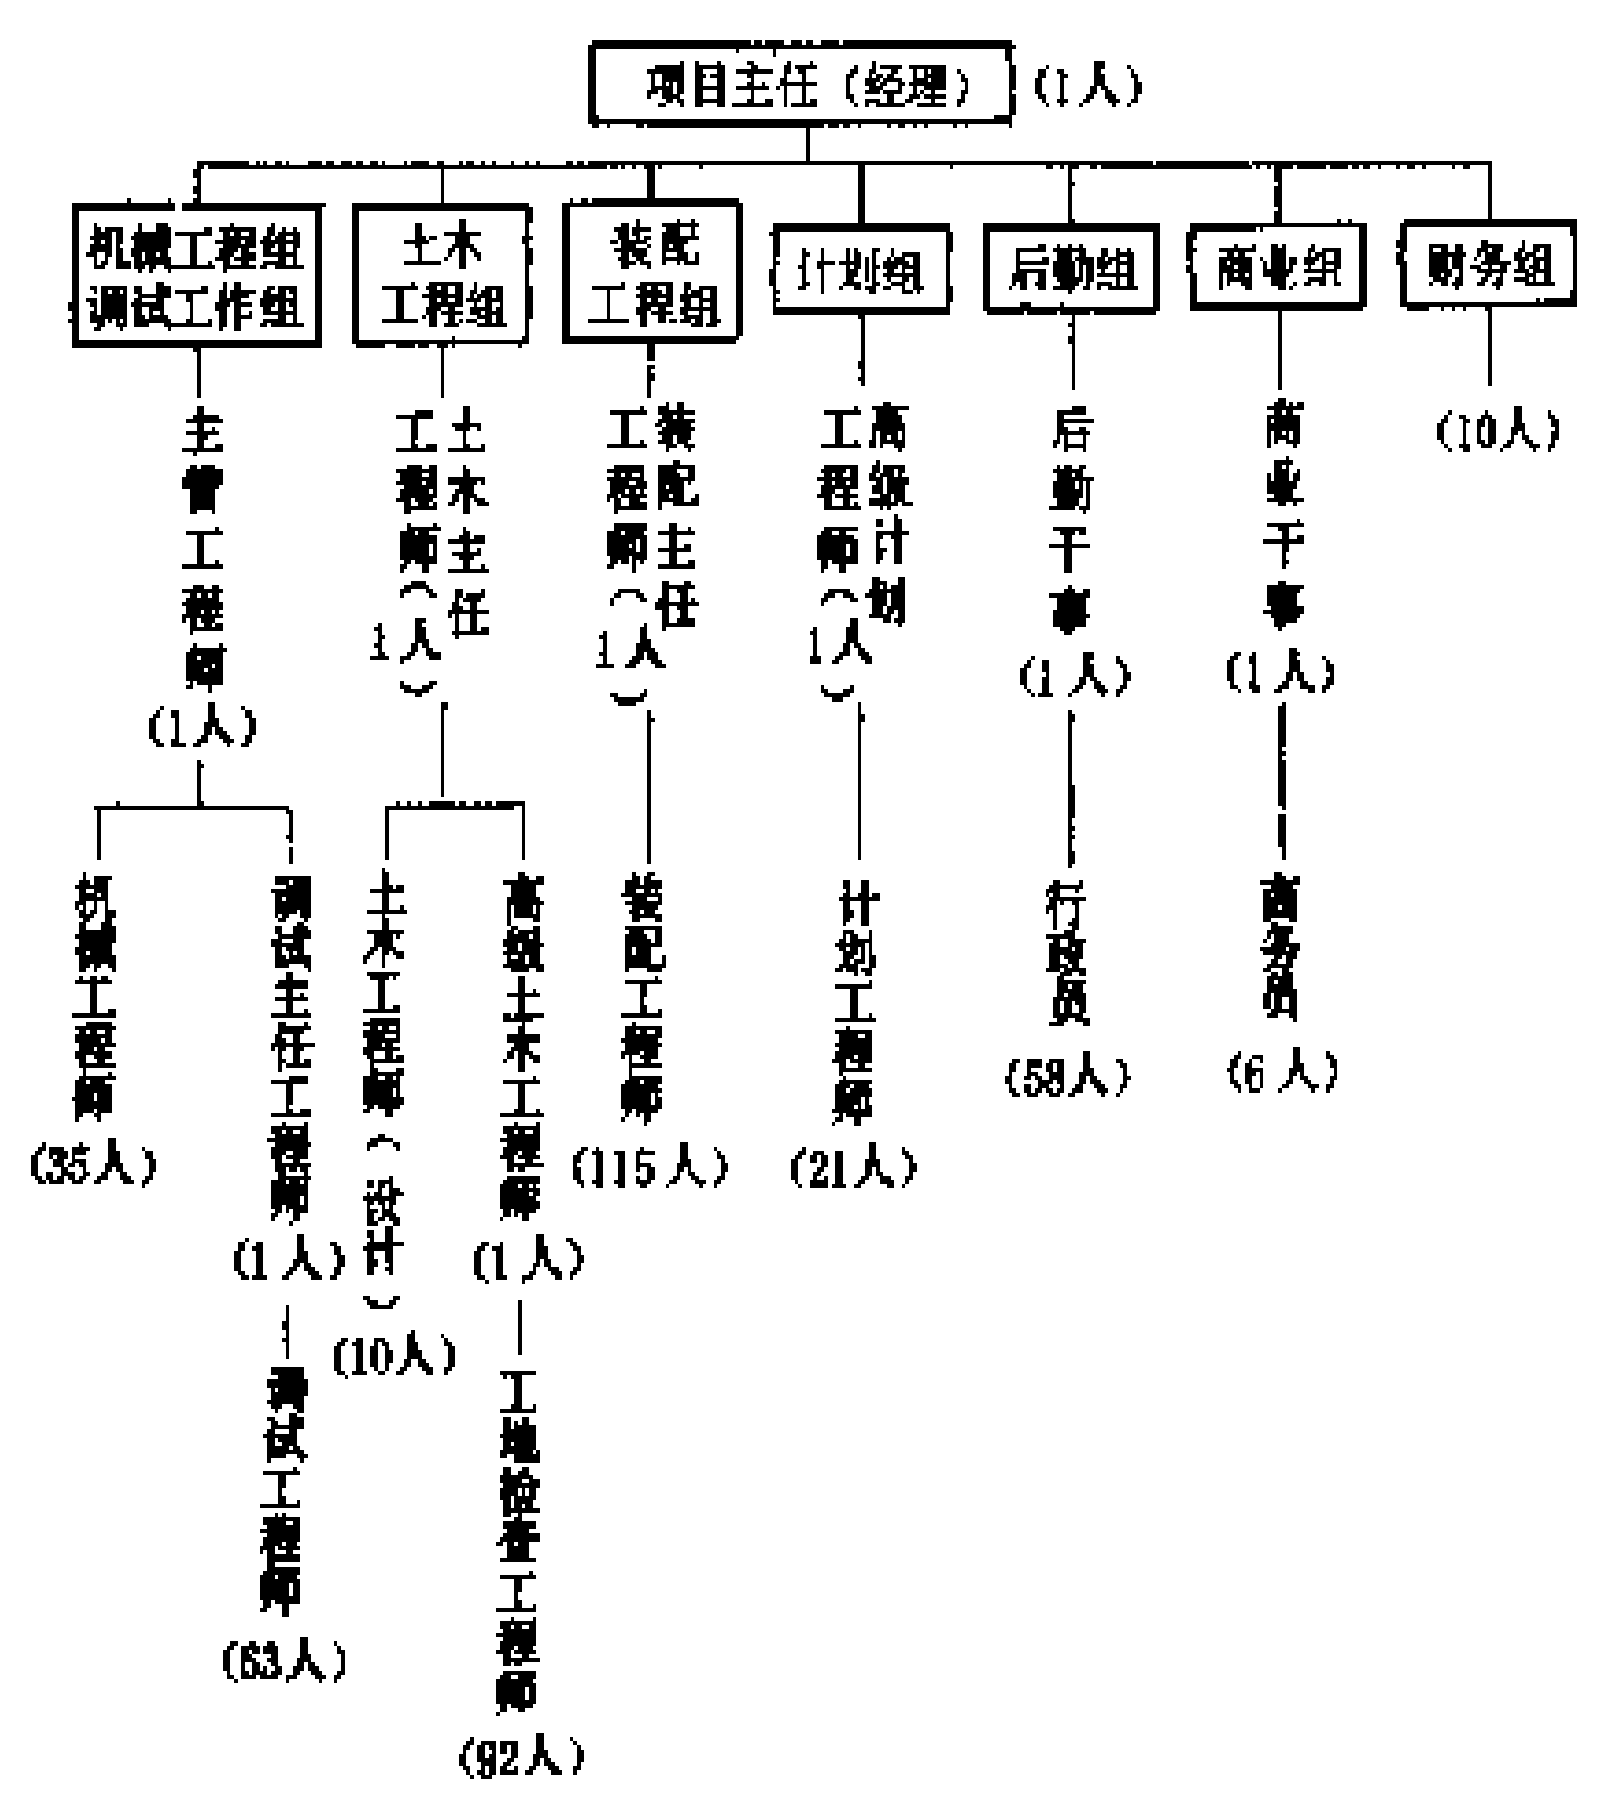 项目主任（经理）（1人）
机械工程组
调试工作组
土木
工程组
装配
工程组
计划组
后勤组
商业组
财务组
主管工程师
（1人）
土木主任
工程师（1人）
装配主任
工程师（1人）
高级计划
工程师（1人）
后勤干事
（1人）
商业干事
（1人）
（10人）
机械工程师
（35人）
调试主任工程师
（1人）
调试工程师
土木工程师（设计）
（10人）
高级土木工程师
（1人）
工地检查工程师
（92人）
装配工程师
（115人）
计划工程师
（21人）
行政员
商务员
（6人）